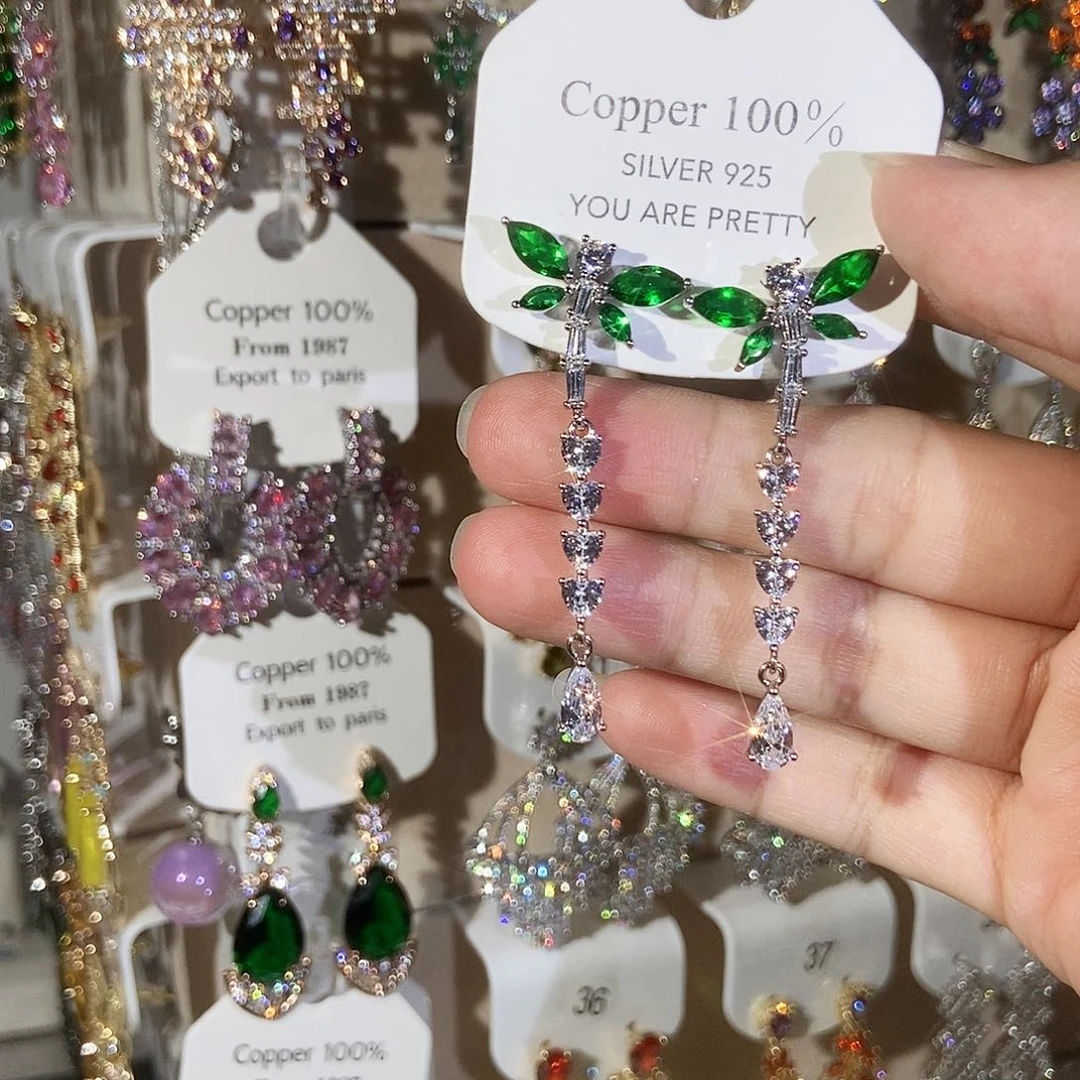 Copper 100%
SILVER 925
YOU ARE PRETTY
Copper 100%
From 1987
Export to paris
Copper 100%
From 1987
Export to paris
36
37
Copper 100%